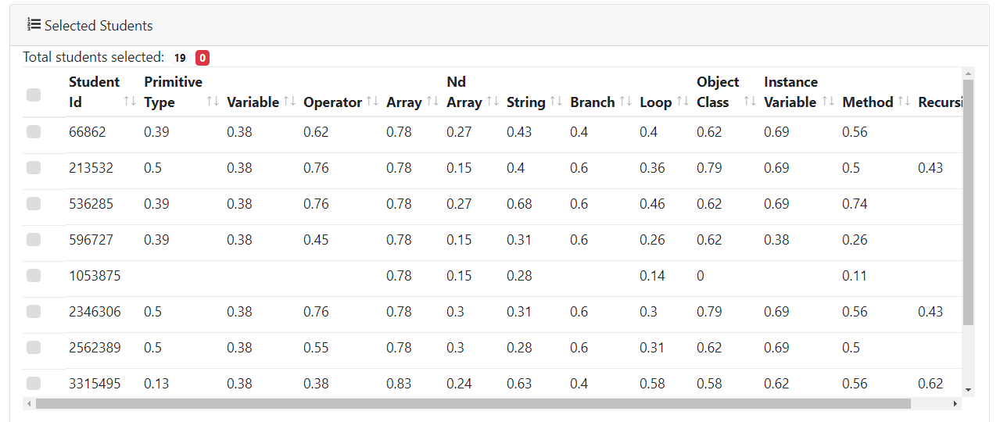 Selected Students
Total students selected: 19 0
Student Id Primitive Type Variable Operator Array Nd Array String Branch Loop Object Class Instance Variable Method Recursi
66862 0.39 0.38 0.62 0.78 0.27 0.43 0.4 0.4 0.62 0.69 0.56
213532 0.5 0.38 0.76 0.78 0.15 0.4 0.6 0.36 0.79 0.69 0.5 0.43
536285 0.39 0.38 0.76 0.78 0.27 0.68 0.6 0.46 0.62 0.69 0.74
596727 0.39 0.38 0.45 0.78 0.15 0.31 0.6 0.26 0.62 0.38 0.26
1053875 0.78 0.15 0.28 0.14 0 0.11
2346306 0.5 0.38 0.76 0.78 0.3 0.31 0.6 0.3 0.79 0.69 0.56 0.43
2562389 0.5 0.38 0.55 0.78 0.3 0.28 0.6 0.31 0.62 0.69 0.5
3315495 0.13 0.38 0.38 0.83 0.24 0.63 0.4 0.58 0.58 0.62 0.56 0.62